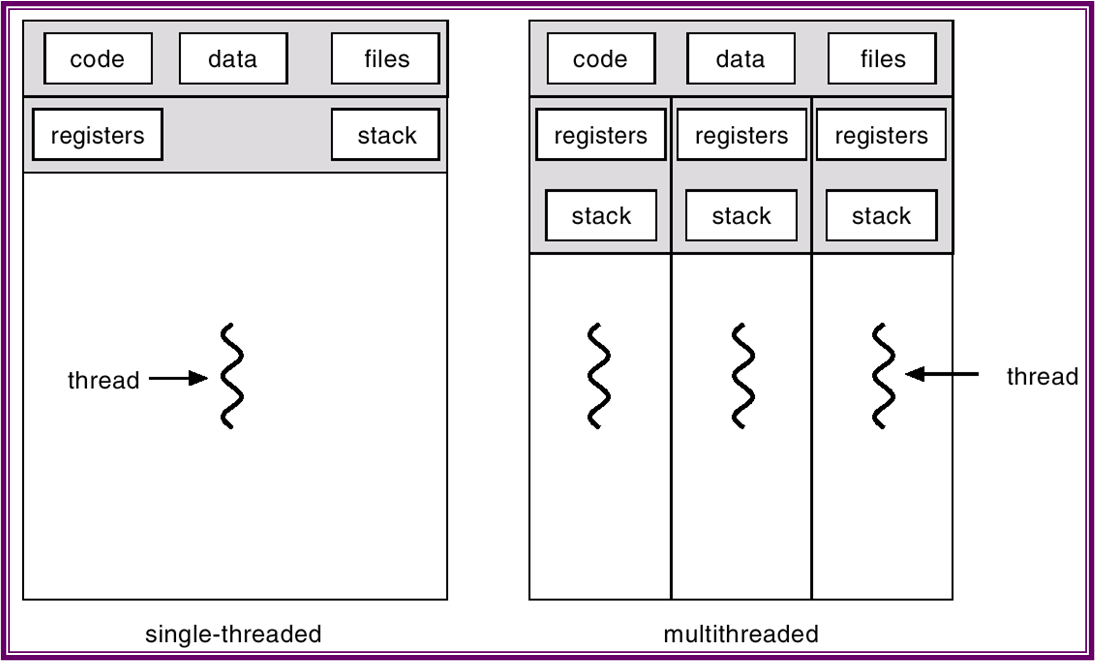 code data files
registers stack
thread
single-threaded
code data files
registers registers registers
stack stack stack
thread
multithreaded